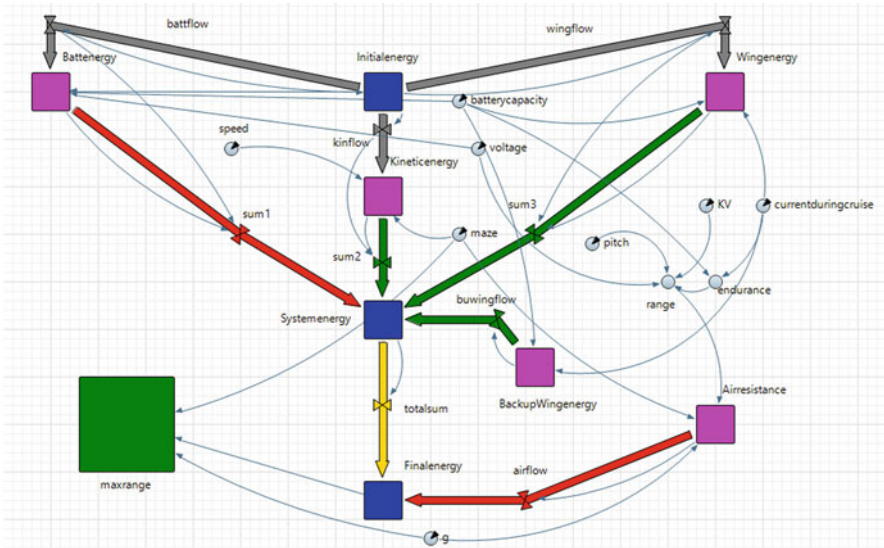 battflow
wingflow
Battenergy
Initialenergy
Wingenergy
batterycapacity
speed
kinflow
voltage
Kineticenergy
sum1
sum3
KV
currentduringcruise
maze
pitch
sum2
buwingflow
range
endurance
Systemenergy
BackupWingenergy
Airresistance
totalsum
Finalenergy
airflow
maxrange
g